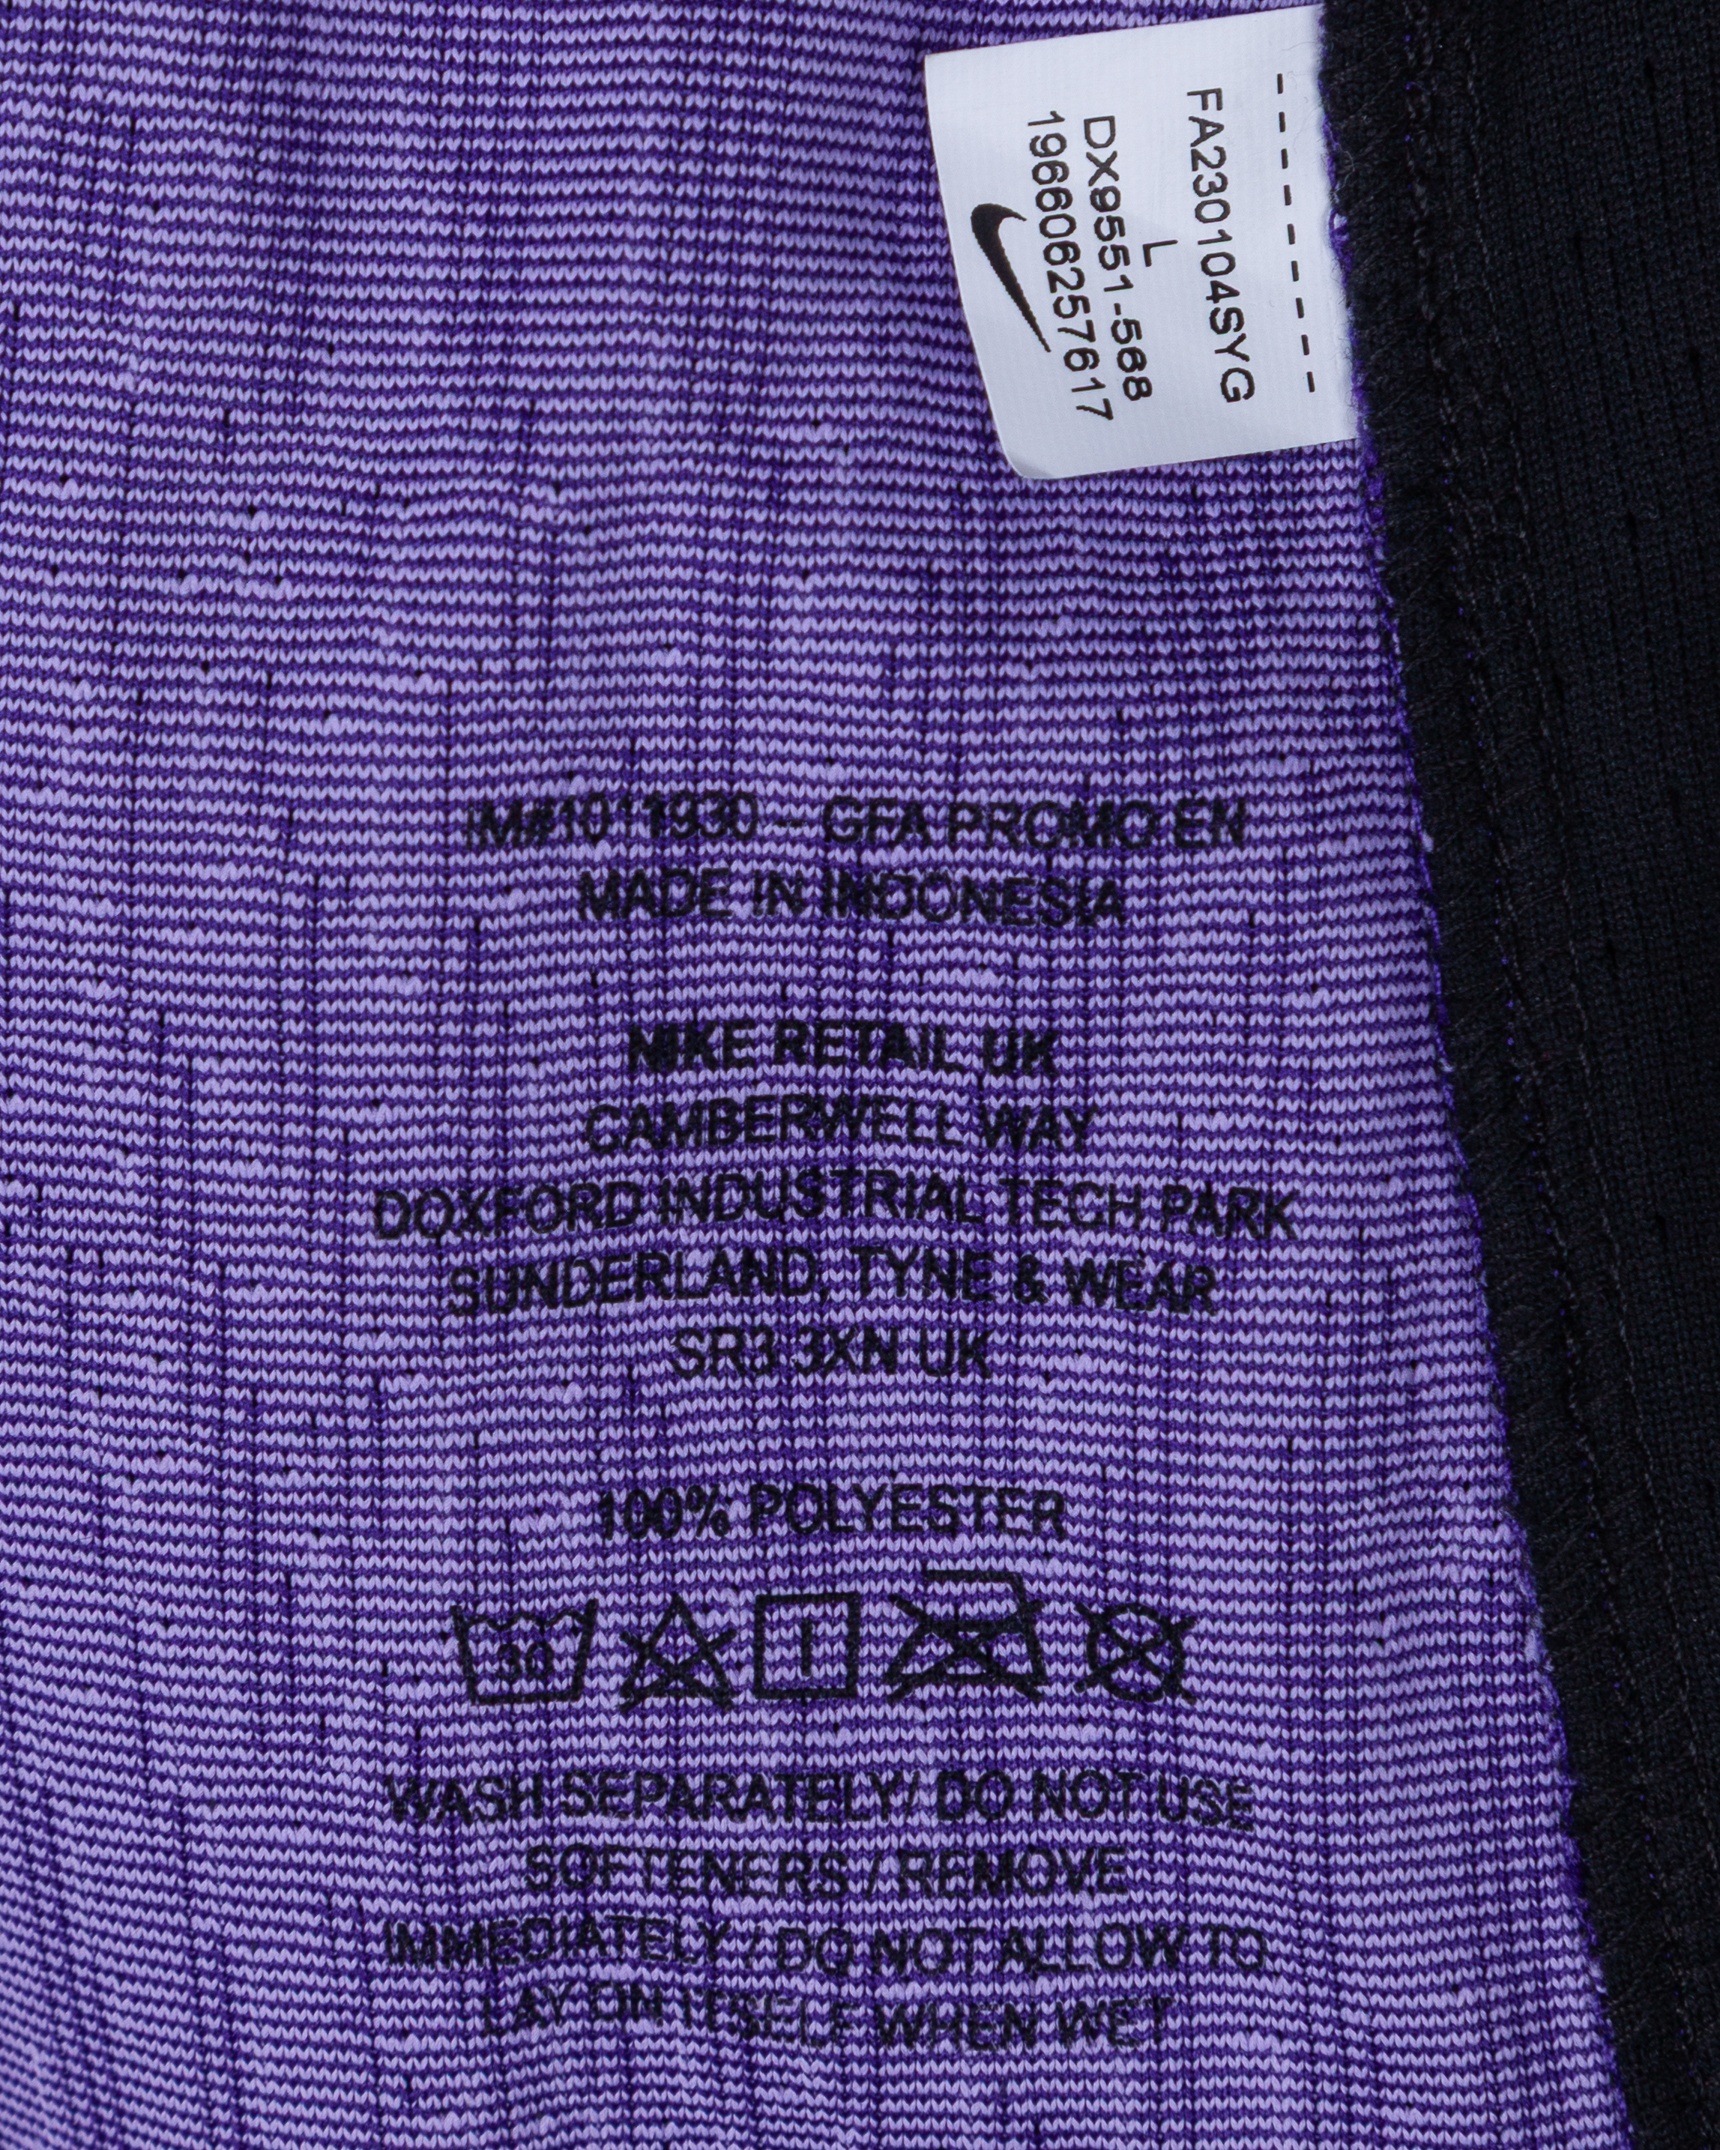 FA230104SYG
L
DX9551-568
196606257617
IM#1011930 – GFA PROMO EN
MADE IN INDONESIA
NIKE RETAIL UK
CAMBERWELL WAY
DOXFORD INDUSTRIAL TECH PARK
SUNDERLAND, TYNE & WEAR
SR3 3XN UK
100% POLYESTER
30
WASH SEPARATELY/ DO NOT USE
SOFTENERS / REMOVE
IMMEDIATELY / DO NOT ALLOW TO
LAY ON ITSELF WHEN WET